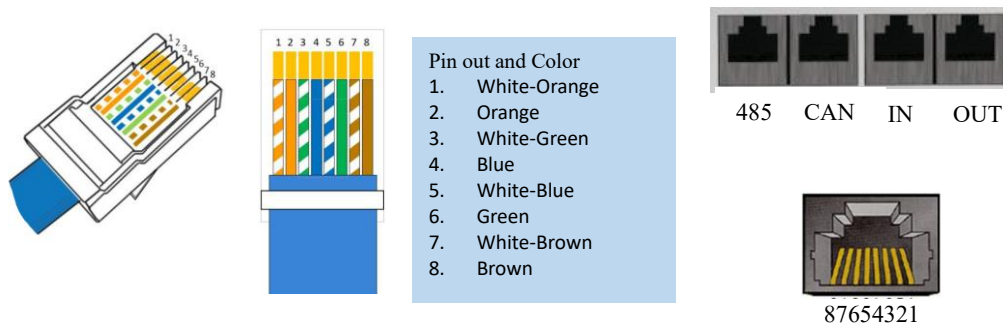 1 2 3 4 5 6 7 8
1 2 3 4 5 6 7 8
Pin out and Color
1. White-Orange
2. Orange
3. White-Green
4. Blue
5. White-Blue
6. Green
7. White-Brown
8. Brown
485 CAN IN OUT
87654321